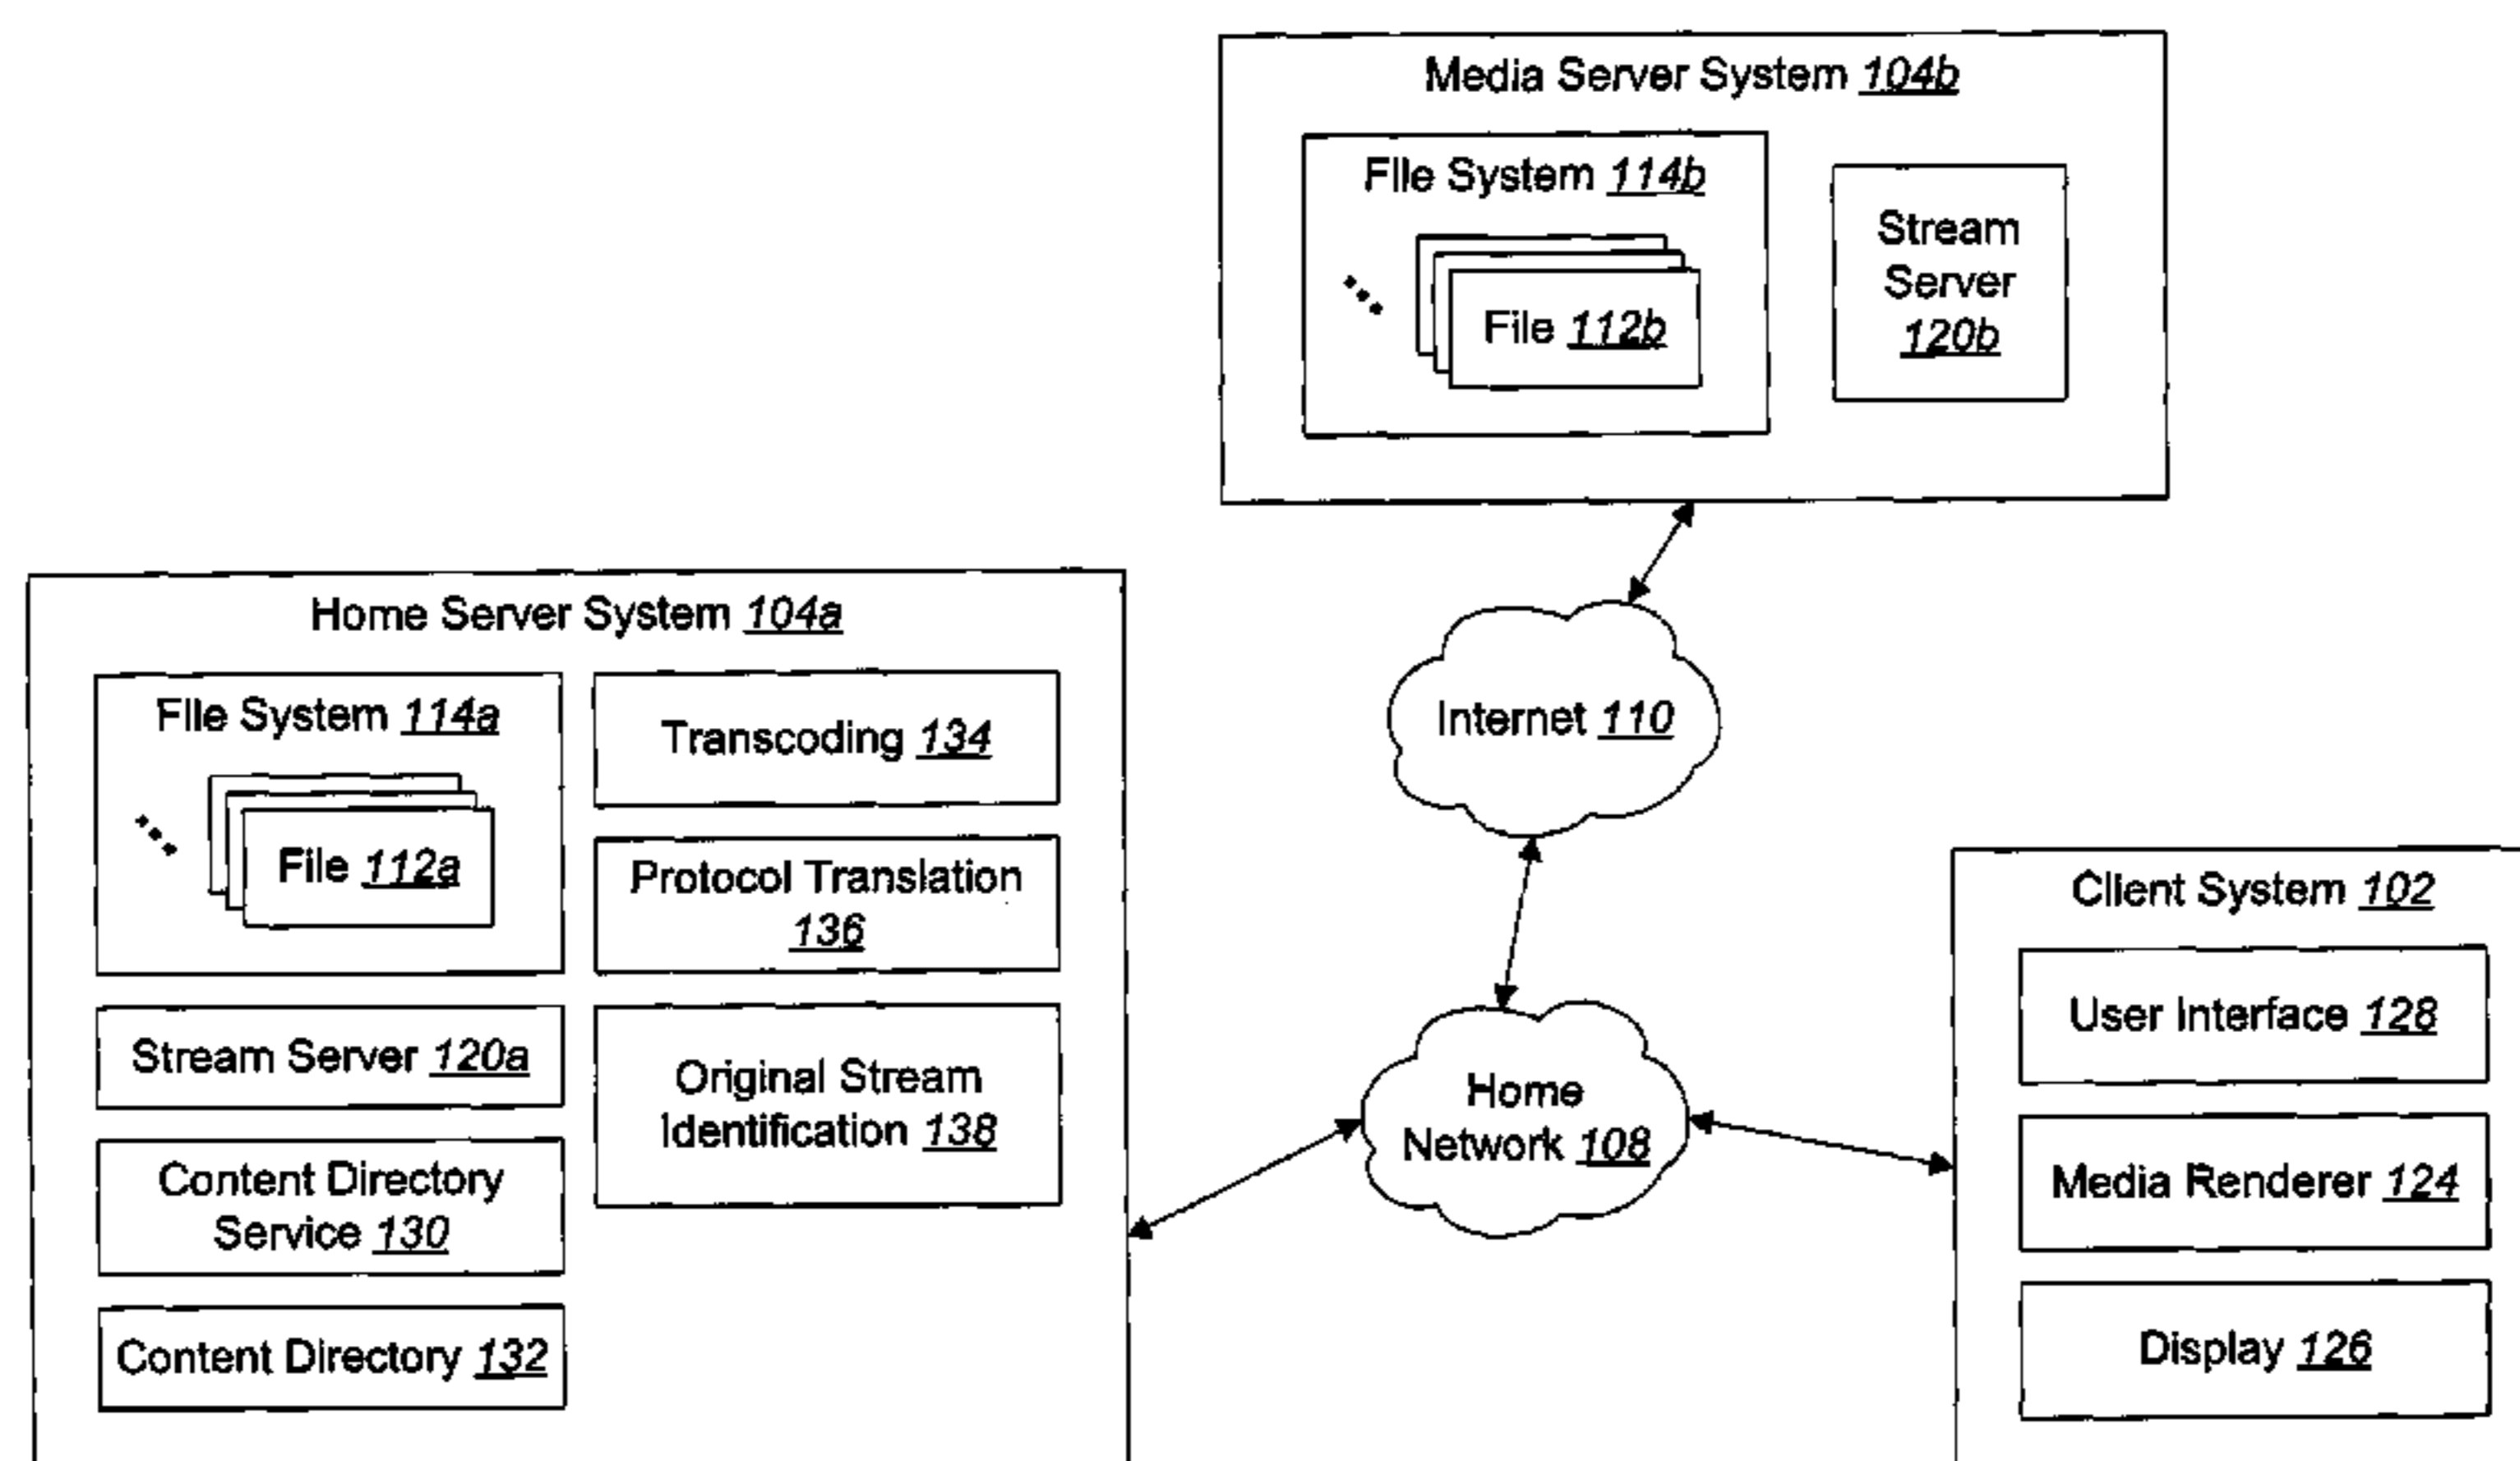 Media Server System 104b
File System 114b
File 112b
Stream
Server
120b
Home Server System 104a
File System 114a
File 112a
Transcoding 134
Protocol Translation
136
Stream Server 120a
Original Stream
Identification 138
Content Directory
Service 130
Content Directory 132
Internet 110
Home
Network 108
Client System 102
User Interface 128
Media Renderer 124
Display 126